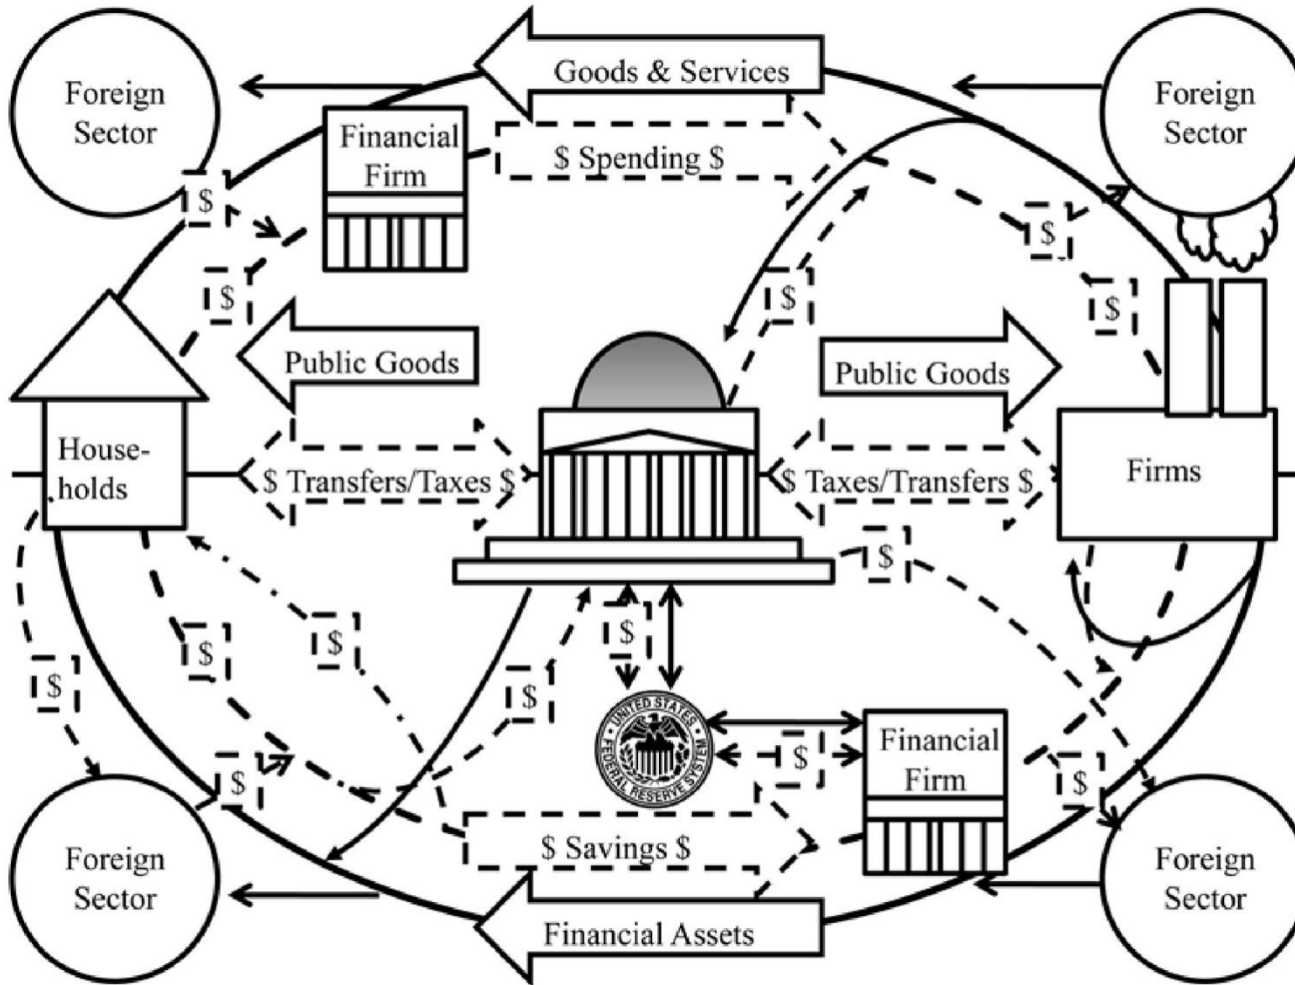 Goods & Services
Foreign
Sector
Foreign
Sector
Financial
Firm
$ Spending $
$
$
$
$
$
Public Goods
Public Goods
House-
holds
$ Transfers/Taxes $
$ Taxes/Transfers $
Firms
$
$
$
$
$
$
UNITED STATES
FEDERAL RESERVE SYSTEM
Financial
Firm
$
$
$
$ Savings $
Foreign
Sector
Foreign
Sector
Financial Assets